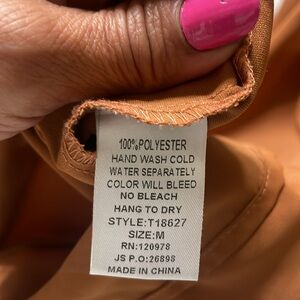 100%POLYESTER
HAND WASH COLD
WATER SEPARATELY
COLOR WILL BLEED
NO BLEACH
HANG TO DRY
STYLE:T18627
SIZE:M
RN:120978
JS P.O:26898
MADE IN CHINA